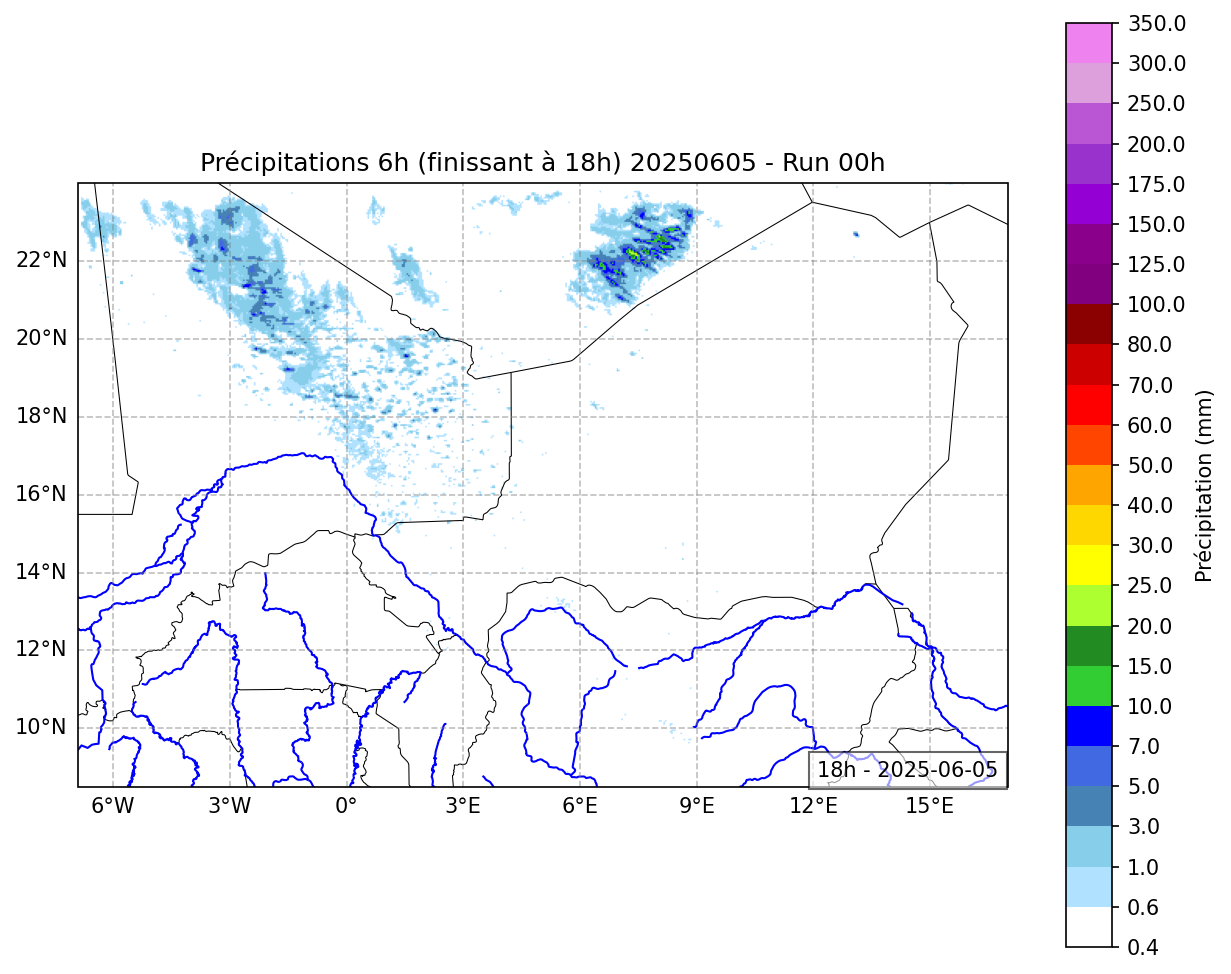 Précipitations 6h (finissant à 18h) 20250605 - Run 00h
350.0
300.0
250.0
200.0
175.0
150.0
125.0
100.0
80.0
70.0
60.0
50.0
40.0
30.0
25.0
20.0
15.0
10.0
7.0
5.0
3.0
1.0
0.6
0.4
Précipitation (mm)
22°N
20°N
18°N
16°N
14°N
12°N
10°N
18h - 2025-06-05
6°W 3°W 0° 3°E 6°E 9°E 12°E 15°E